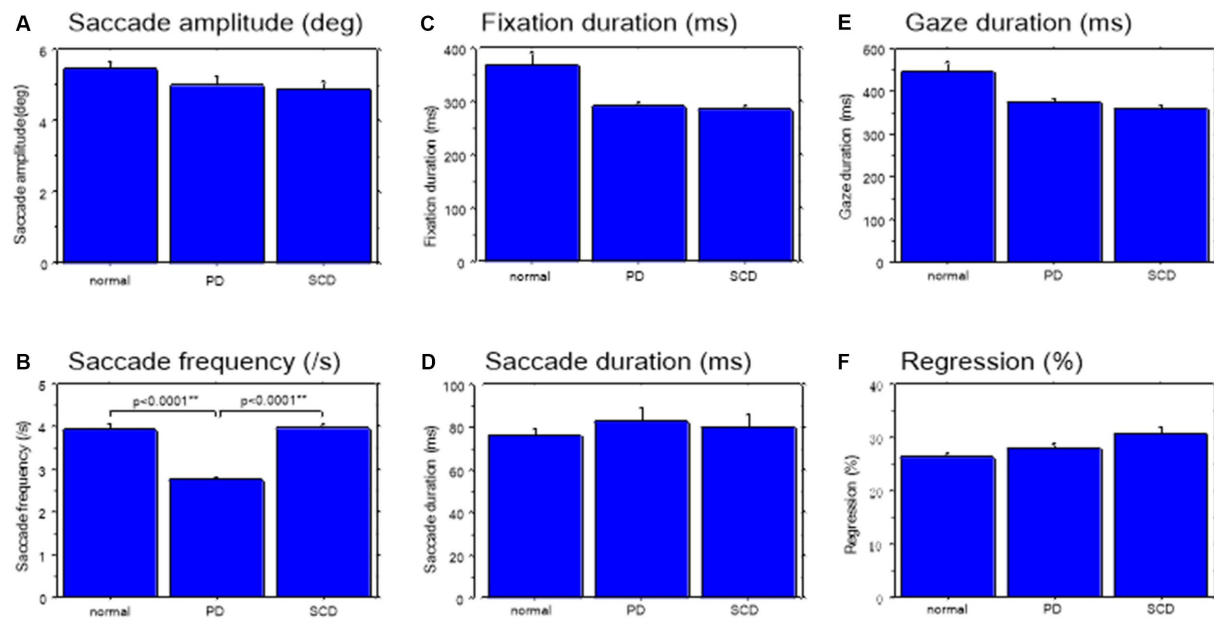 A Saccade amplitude (deg)
6
4
2
0
Saccade amplitude(deg)
normal PD SCD
C Fixation duration (ms)
400
300
200
100
0
Fixation duration (ms)
normal PD SCD
E Gaze duration (ms)
500
400
300
200
100
0
Gaze duration (ms)
normal PD SCD
B Saccade frequency (/s)
5
4
3
2
1
0
Saccade frequency (/s)
p<0.0001** p<0.0001**
normal PD SCD
D Saccade duration (ms)
100
80
60
40
20
0
Saccade duration (ms)
normal PD SCD
F Regression (%)
40
30
20
10
0
Regression (%)
normal PD SCD